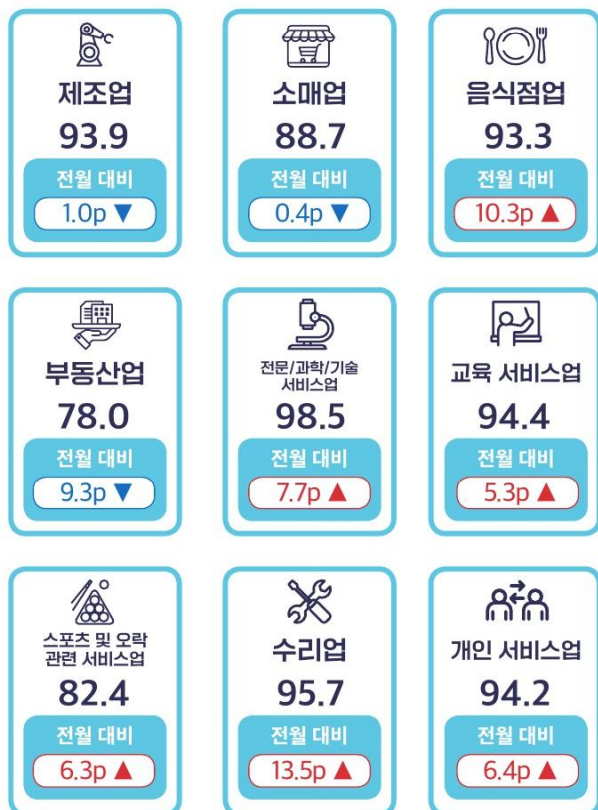 제조업
93.9
전월 대비
1.0p ▼
소매업
88.7
전월 대비
0.4p ▼
음식점업
93.3
전월 대비
10.3p ▲
부동산업
78.0
전월 대비
9.3p ▼
전문/과학/기술
서비스업
98.5
전월 대비
7.7p ▲
교육 서비스업
94.4
전월 대비
5.3p ▲
스포츠 및 오락
관련 서비스업
82.4
전월 대비
6.3p ▲
수리업
95.7
전월 대비
13.5p ▲
개인 서비스업
94.2
전월 대비
6.4p ▲